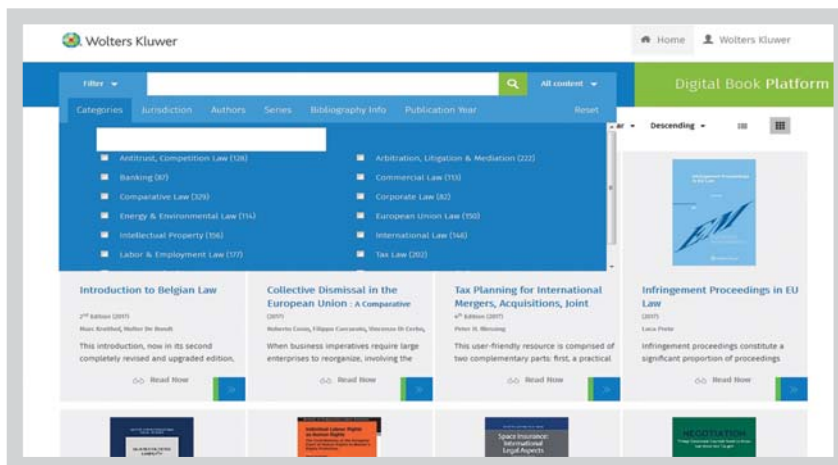 Wolters Kluwer
Home
Wolters Kluwer
Filter
All content
Digital Book Platform
Categories Jurisdiction Authors Series Bibliography Info Publication Year Reset
ar Descending
Antitrust, Competition Law (128)
Arbitration, Litigation & Mediation (222)
Banking (87)
Commercial Law (113)
Comparative Law (329)
Corporate Law (82)
Energy & Environmental Law (114)
European Union Law (150)
Intellectual Property (156)
International Law (146)
Labor & Employment Law (177)
Tax Law (202)
Infringement Proceedings
in EU Law
Introduction to Belgian Law
2nd Edition (2017)
This introduction, now in its second
completely revised and upgraded edition,
Read Now
Collective Dismissal in the
European Union : A Comparative
(2017)
When business imperatives require large
enterprises to reorganize, involving the
Read Now
Tax Planning for International
Mergers, Acquisitions, Joint
4th Edition (2017)
Peter H. Blessing
This user-friendly resource is comprised of
two complementary parts: first, a practical
Read Now
Infringement Proceedings in EU
Law
(2017)
Luca Prete
Infringement proceedings constitute a
significant proportion of proceedings
Read Now
Individual Labour Rights
as Human Rights
Space Insurance:
International
Legal Aspects
NEGOTIATION